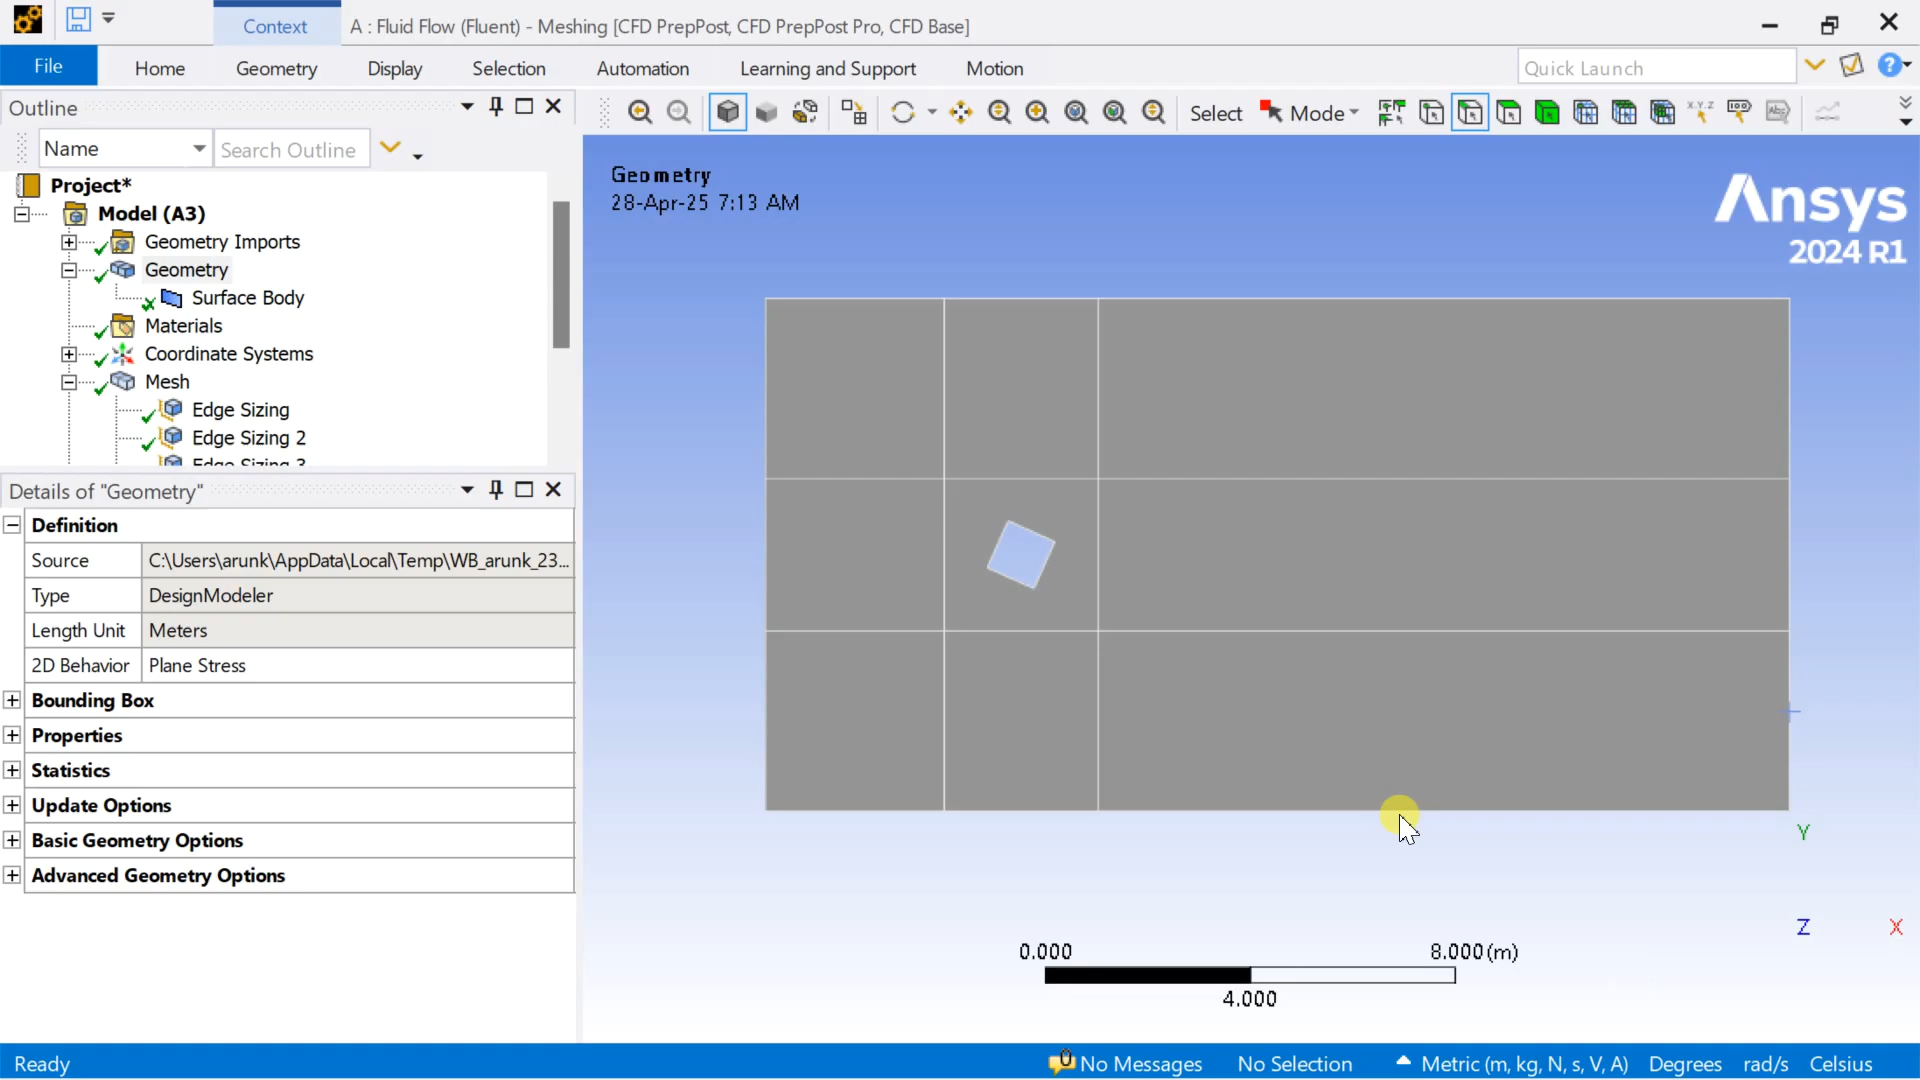 Context
A : Fluid Flow (Fluent) - Meshing [CFD PrepPost, CFD PrepPost Pro, CFD Base]
File
Home
Geometry
Display
Selection
Automation
Learning and Support
Motion
Quick Launch
Outline
Name
Search Outline
Select
Mode
X.Y.Z
Project*
Model (A3)
Geometry Imports
Geometry
Surface Body
Materials
Coordinate Systems
Mesh
Edge Sizing
Edge Sizing 2
Edge Sizing 3
Details of "Geometry"
Definition
Source C:\Users\arunk\AppData\Local\Temp\WB_arunk_23...
Type DesignModeler
Length Unit Meters
2D Behavior Plane Stress
Bounding Box
Properties
Statistics
Update Options
Basic Geometry Options
Advanced Geometry Options
Geometry
28-Apr-25 7:13 AM
Ansys
2024 R1
Y
Z
X
0.000
8.000(m)
4.000
Ready
0 No Messages
No Selection
Metric (m, kg, N, s, V, A)
Degrees
rad/s
Celsius